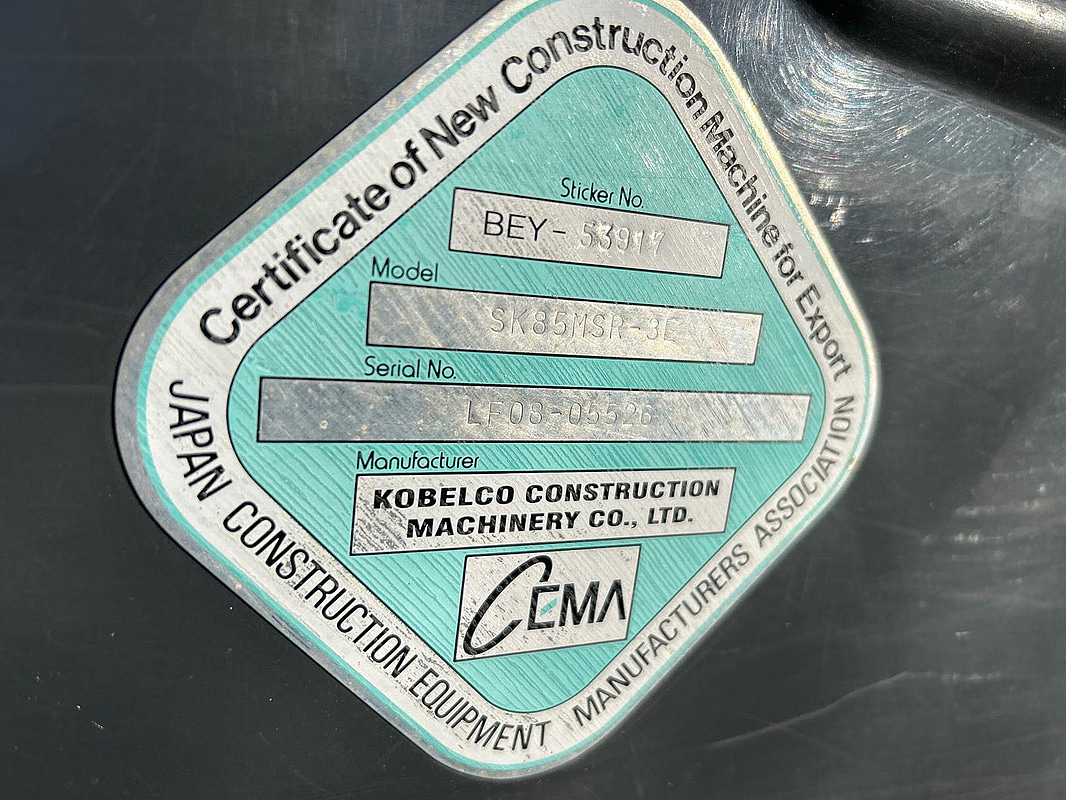 Certificate of New Construction Machine for Export
Sticker No.
BEY- 53917
Model
SK85MSR-3E
Serial No.
LF08-05526
Manufacturer
KOBELCO CONSTRUCTION
MACHINERY CO., LTD.
CEMA
JAPAN CONSTRUCTION EQUIPMENT MANUFACTURERS ASSOCIATION